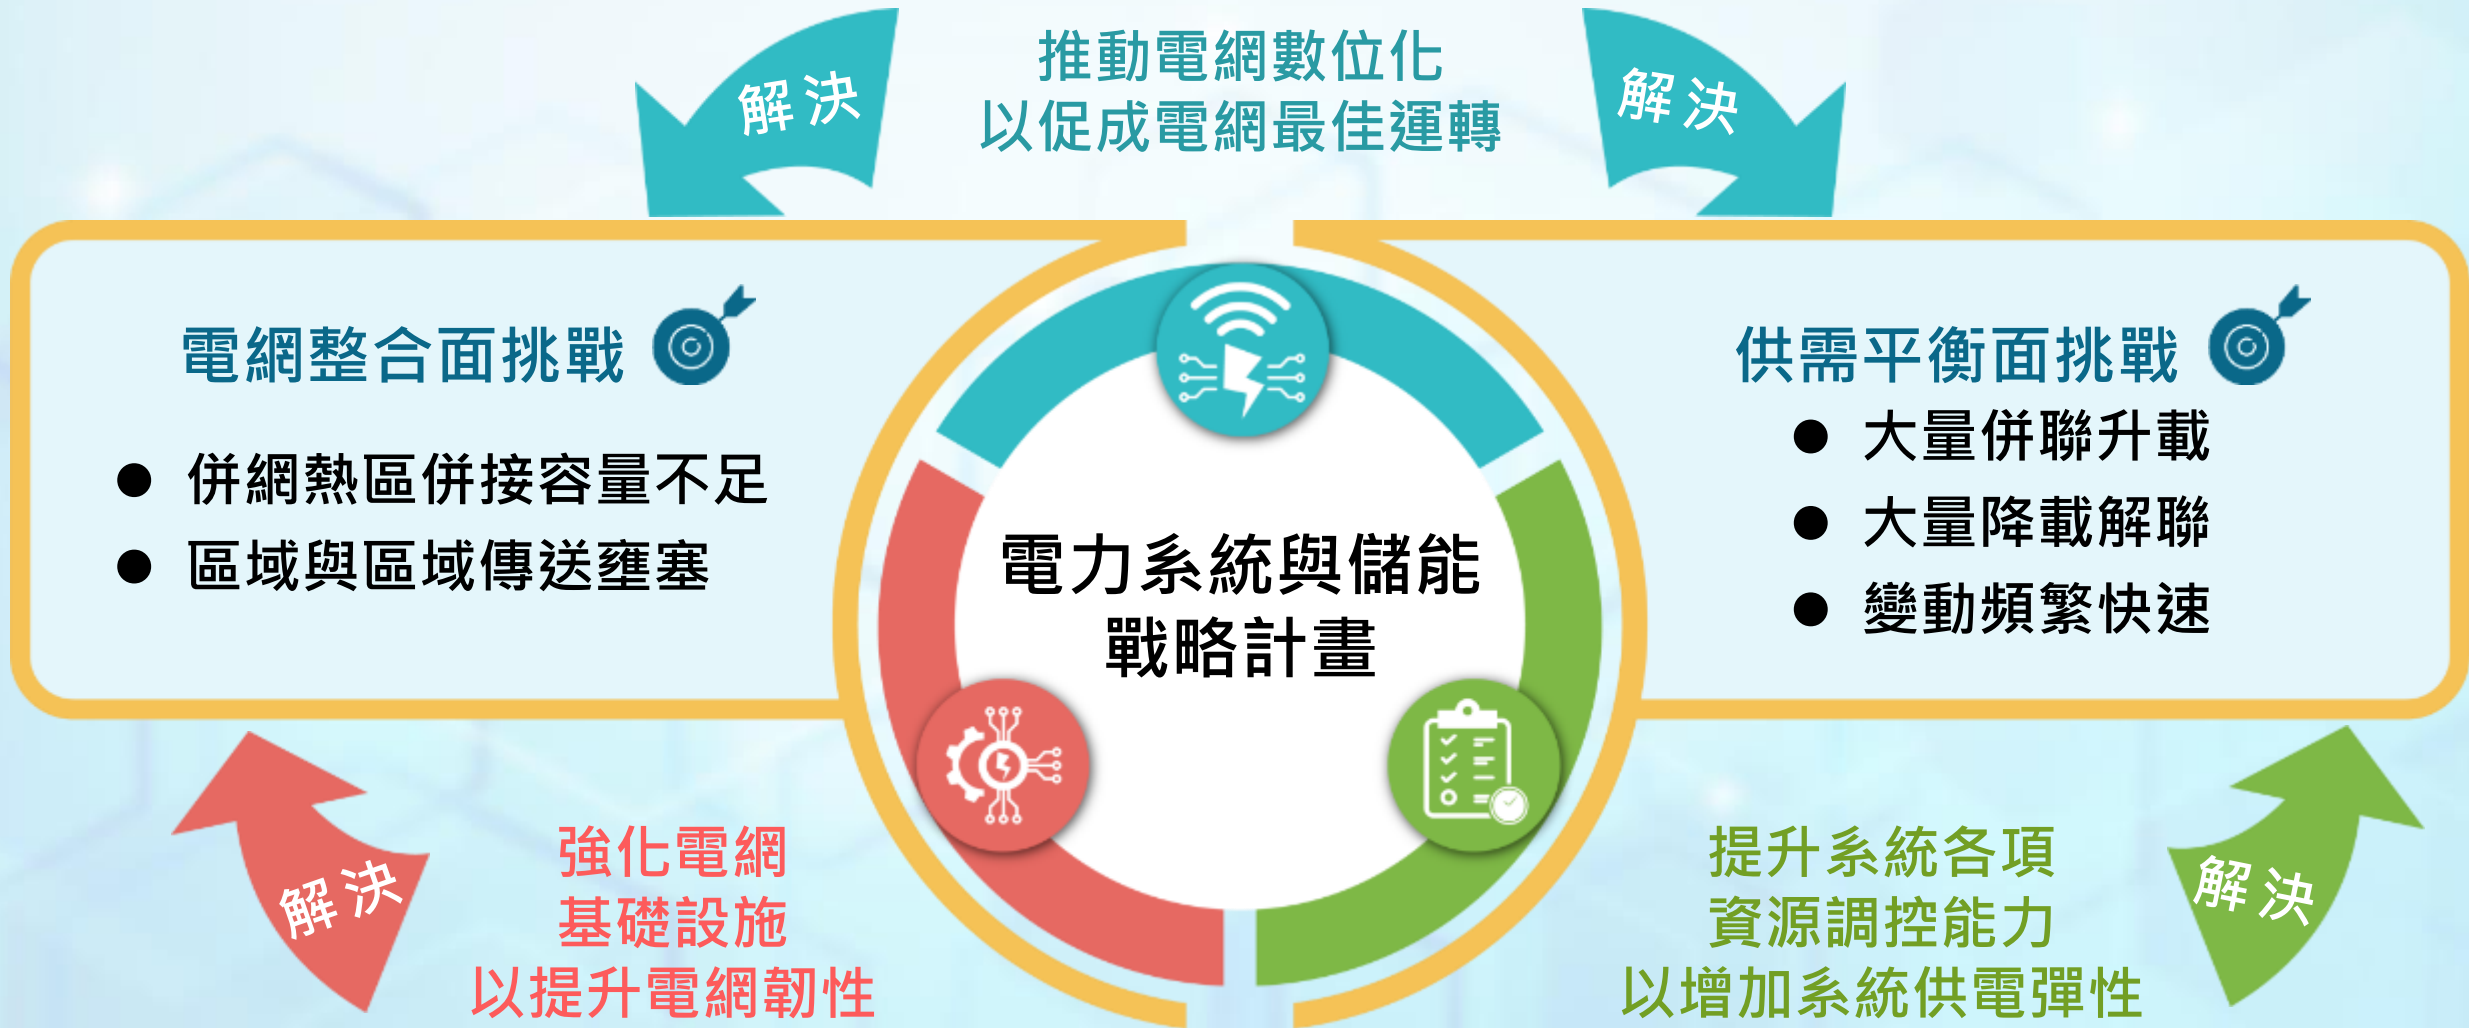 推動電網數位化
以促成電網最佳運轉
解決
解決
電網整合面挑戰
併網熱區併接容量不足
區域與區域傳送壅塞
供需平衡面挑戰
大量併聯升載
大量降載解聯
變動頻繁快速
電力系統與儲能
戰略計畫
解決
強化電網
基礎設施
以提升電網韌性
提升系統各項
資源調控能力
以增加系統供電彈性
解決